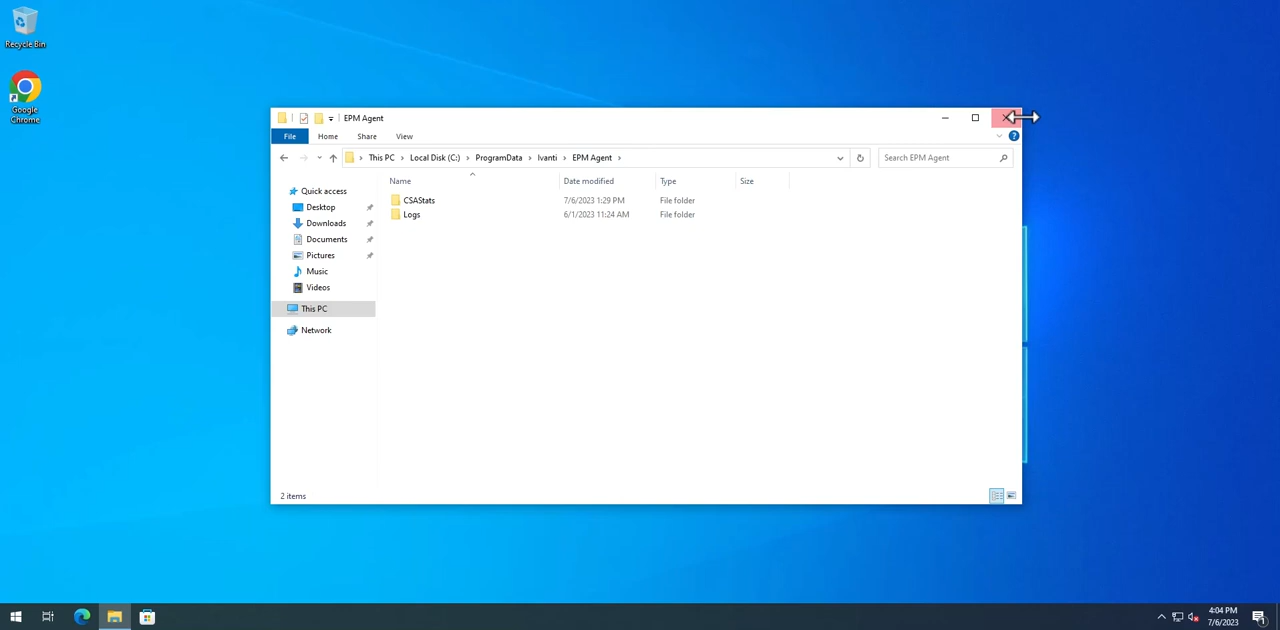 Recycle Bin
Google
Chrome
EPM Agent
File Home Share View
This PC Local Disk (C:) ProgramData Ivanti EPM Agent
Search EPM Agent
Name Date modified Type Size
Quick access
Desktop
Downloads
Documents
Pictures
Music
Videos
This PC
Network
CSAStats 7/6/2023 1:29 PM File folder
Logs 6/1/2023 11:24 AM File folder
2 items
4:04 PM
7/6/2023
1